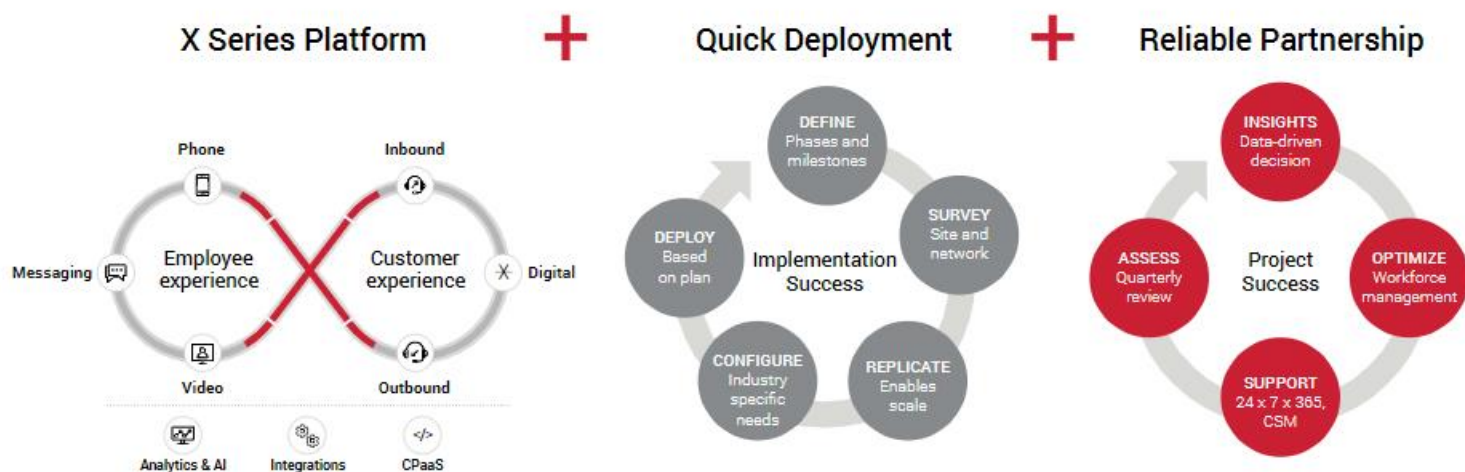 X Series Platform
+
Quick Deployment
+
Reliable Partnership
Phone
Inbound
Messaging
Employee
experience
Customer
experience
Digital
Video
Outbound
Analytics & AI
Integrations
</>
CPaaS
DEFINE
Phases and
milestones
SURVEY
Site and
network
REPLICATE
Enables
scale
CONFIGURE
Industry
specific
needs
DEPLOY
Based
on plan
Implementation
Success
INSIGHTS
Data-driven
decision
OPTIMIZE
Workforce
management
SUPPORT
24 x 7 x 365,
CSM
ASSESS
Quarterly
review
Project
Success